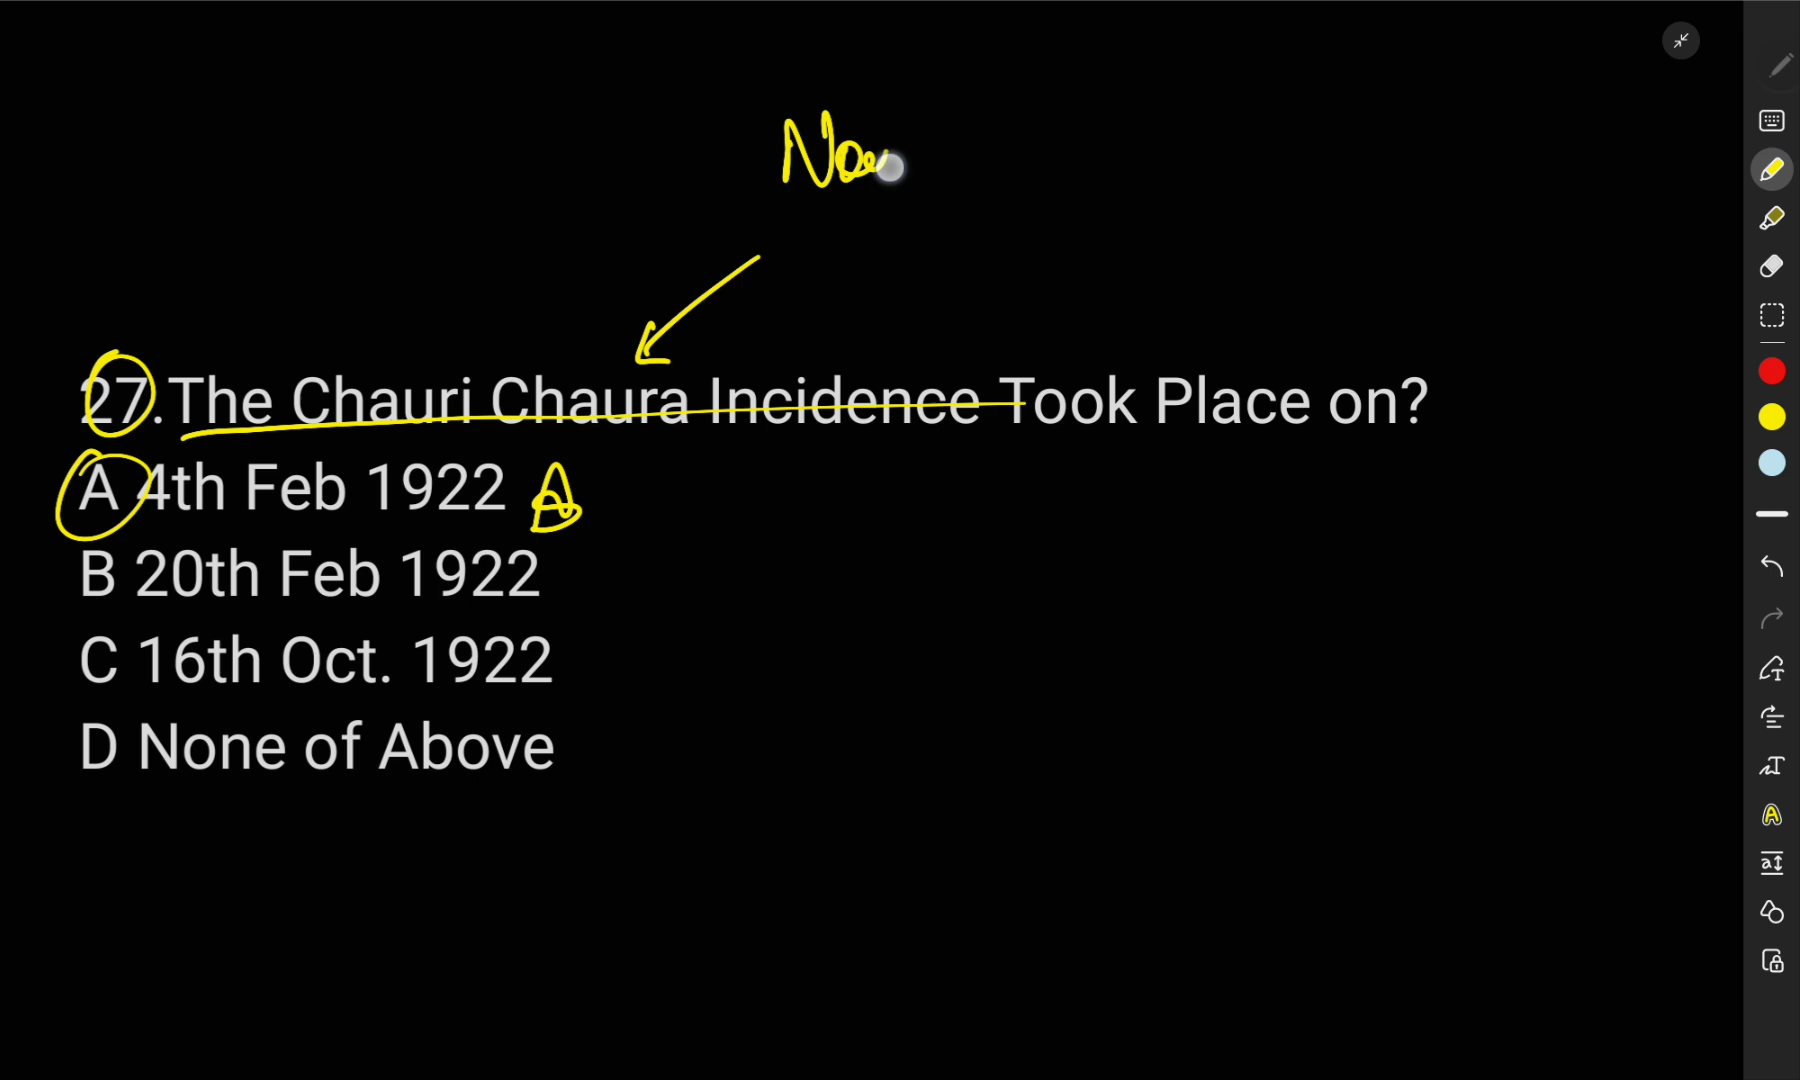 27.The Chauri Chaura Incidence Took Place on?
A 4th Feb 1922 A
B 20th Feb 1922
C 16th Oct. 1922
D None of Above